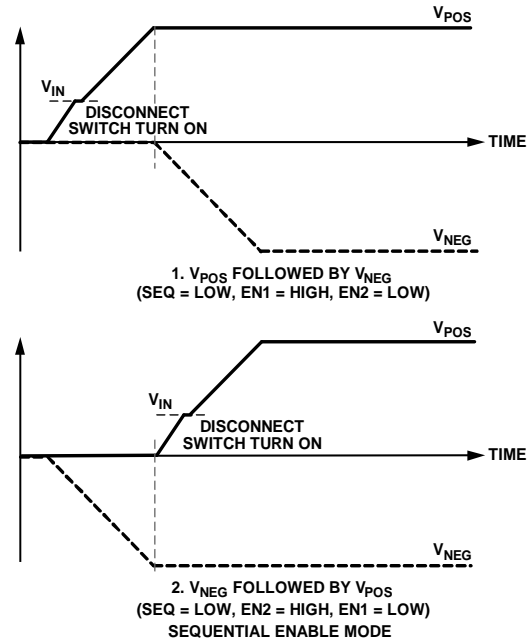 VPOS
VIN
DISCONNECT
SWITCH TURN ON
TIME
VNEG
1. VPOS FOLLOWED BY VNEG
(SEQ = LOW, EN1 = HIGH, EN2 = LOW)
VPOS
VIN
DISCONNECT
SWITCH TURN ON
TIME
VNEG
2. VNEG FOLLOWED BY VPOS
(SEQ = LOW, EN2 = HIGH, EN1 = LOW)
SEQUENTIAL ENABLE MODE